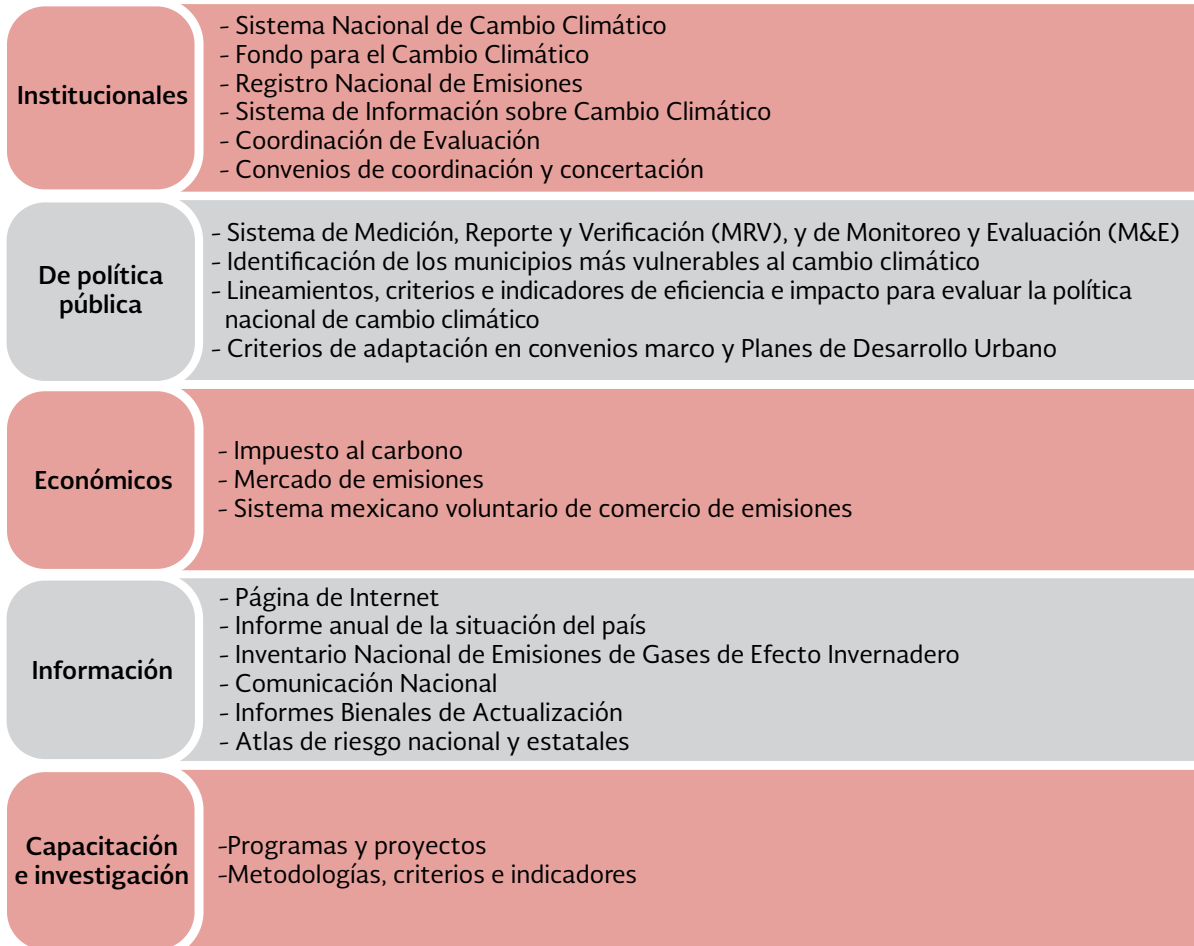 Institucionales
- Sistema Nacional de Cambio Climático
- Fondo para el Cambio Climático
- Registro Nacional de Emisiones
- Sistema de Información sobre Cambio Climático
- Coordinación de Evaluación
- Convenios de coordinación y concertación
De política
pública
- Sistema de Medición, Reporte y Verificación (MRV), y de Monitoreo y Evaluación (M&E)
- Identificación de los municipios más vulnerables al cambio climático
- Lineamientos, criterios e indicadores de eficiencia e impacto para evaluar la política
nacional de cambio climático
- Criterios de adaptación en convenios marco y Planes de Desarrollo Urbano
Económicos
- Impuesto al carbono
- Mercado de emisiones
- Sistema mexicano voluntario de comercio de emisiones
Información
- Página de Internet
- Informe anual de la situación del país
- Inventario Nacional de Emisiones de Gases de Efecto Invernadero
- Comunicación Nacional
- Informes Bienales de Actualización
- Atlas de riesgo nacional y estatales
Capacitación
e investigación
-Programas y proyectos
-Metodologías, criterios e indicadores